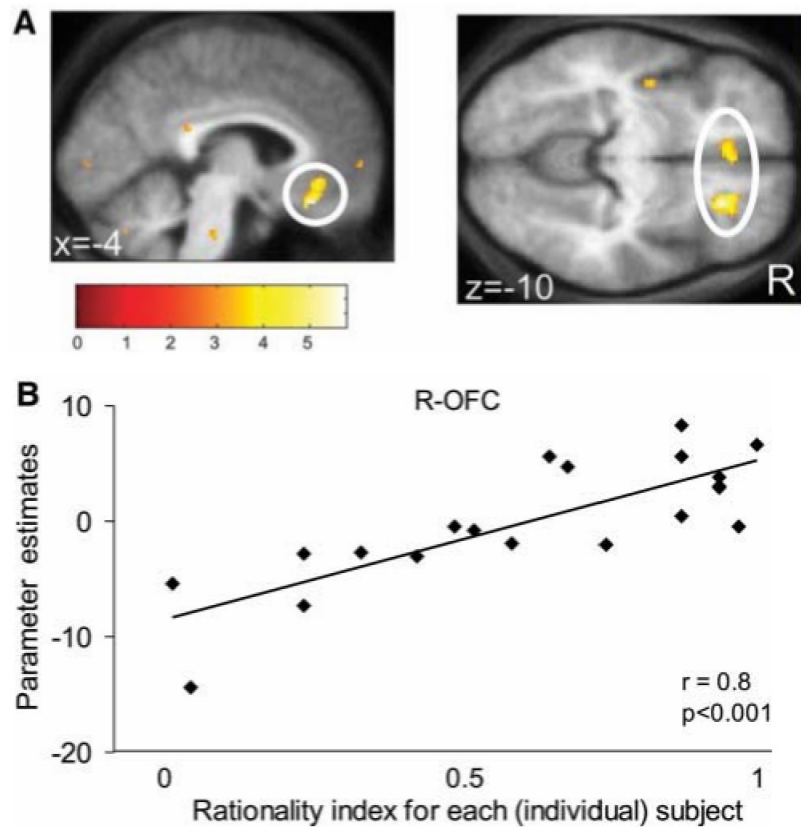 A
x=-4
z=-10
R
0 1 2 3 4 5
B
R-OFC
10
0
-10
-20
Parameter estimates
r = 0.8
p<0.001
0 0.5 1
Rationality index for each (individual) subject